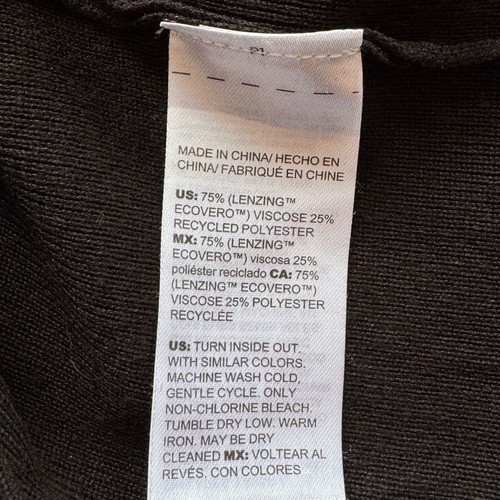 MADE IN CHINA/ HECHO EN
CHINA/ FABRIQUÉ EN CHINE
US: 75% (LENZING™
ECOVERO™) VISCOSE 25%
RECYCLED POLYESTER
MX: 75% (LENZING™
ECOVERO™) viscosa 25%
poliéster reciclado CA: 75%
(LENZING™ ECOVERO™)
VISCOSE 25% POLYESTER
RECYCLÉE
US: TURN INSIDE OUT,
WITH SIMILAR COLORS.
MACHINE WASH COLD,
GENTLE CYCLE. ONLY
NON-CHLORINE BLEACH.
TUMBLE DRY LOW. WARM
IRON. MAY BE DRY
CLEANED MX: VOLTEAR AL
REVÉS. CON COLORES